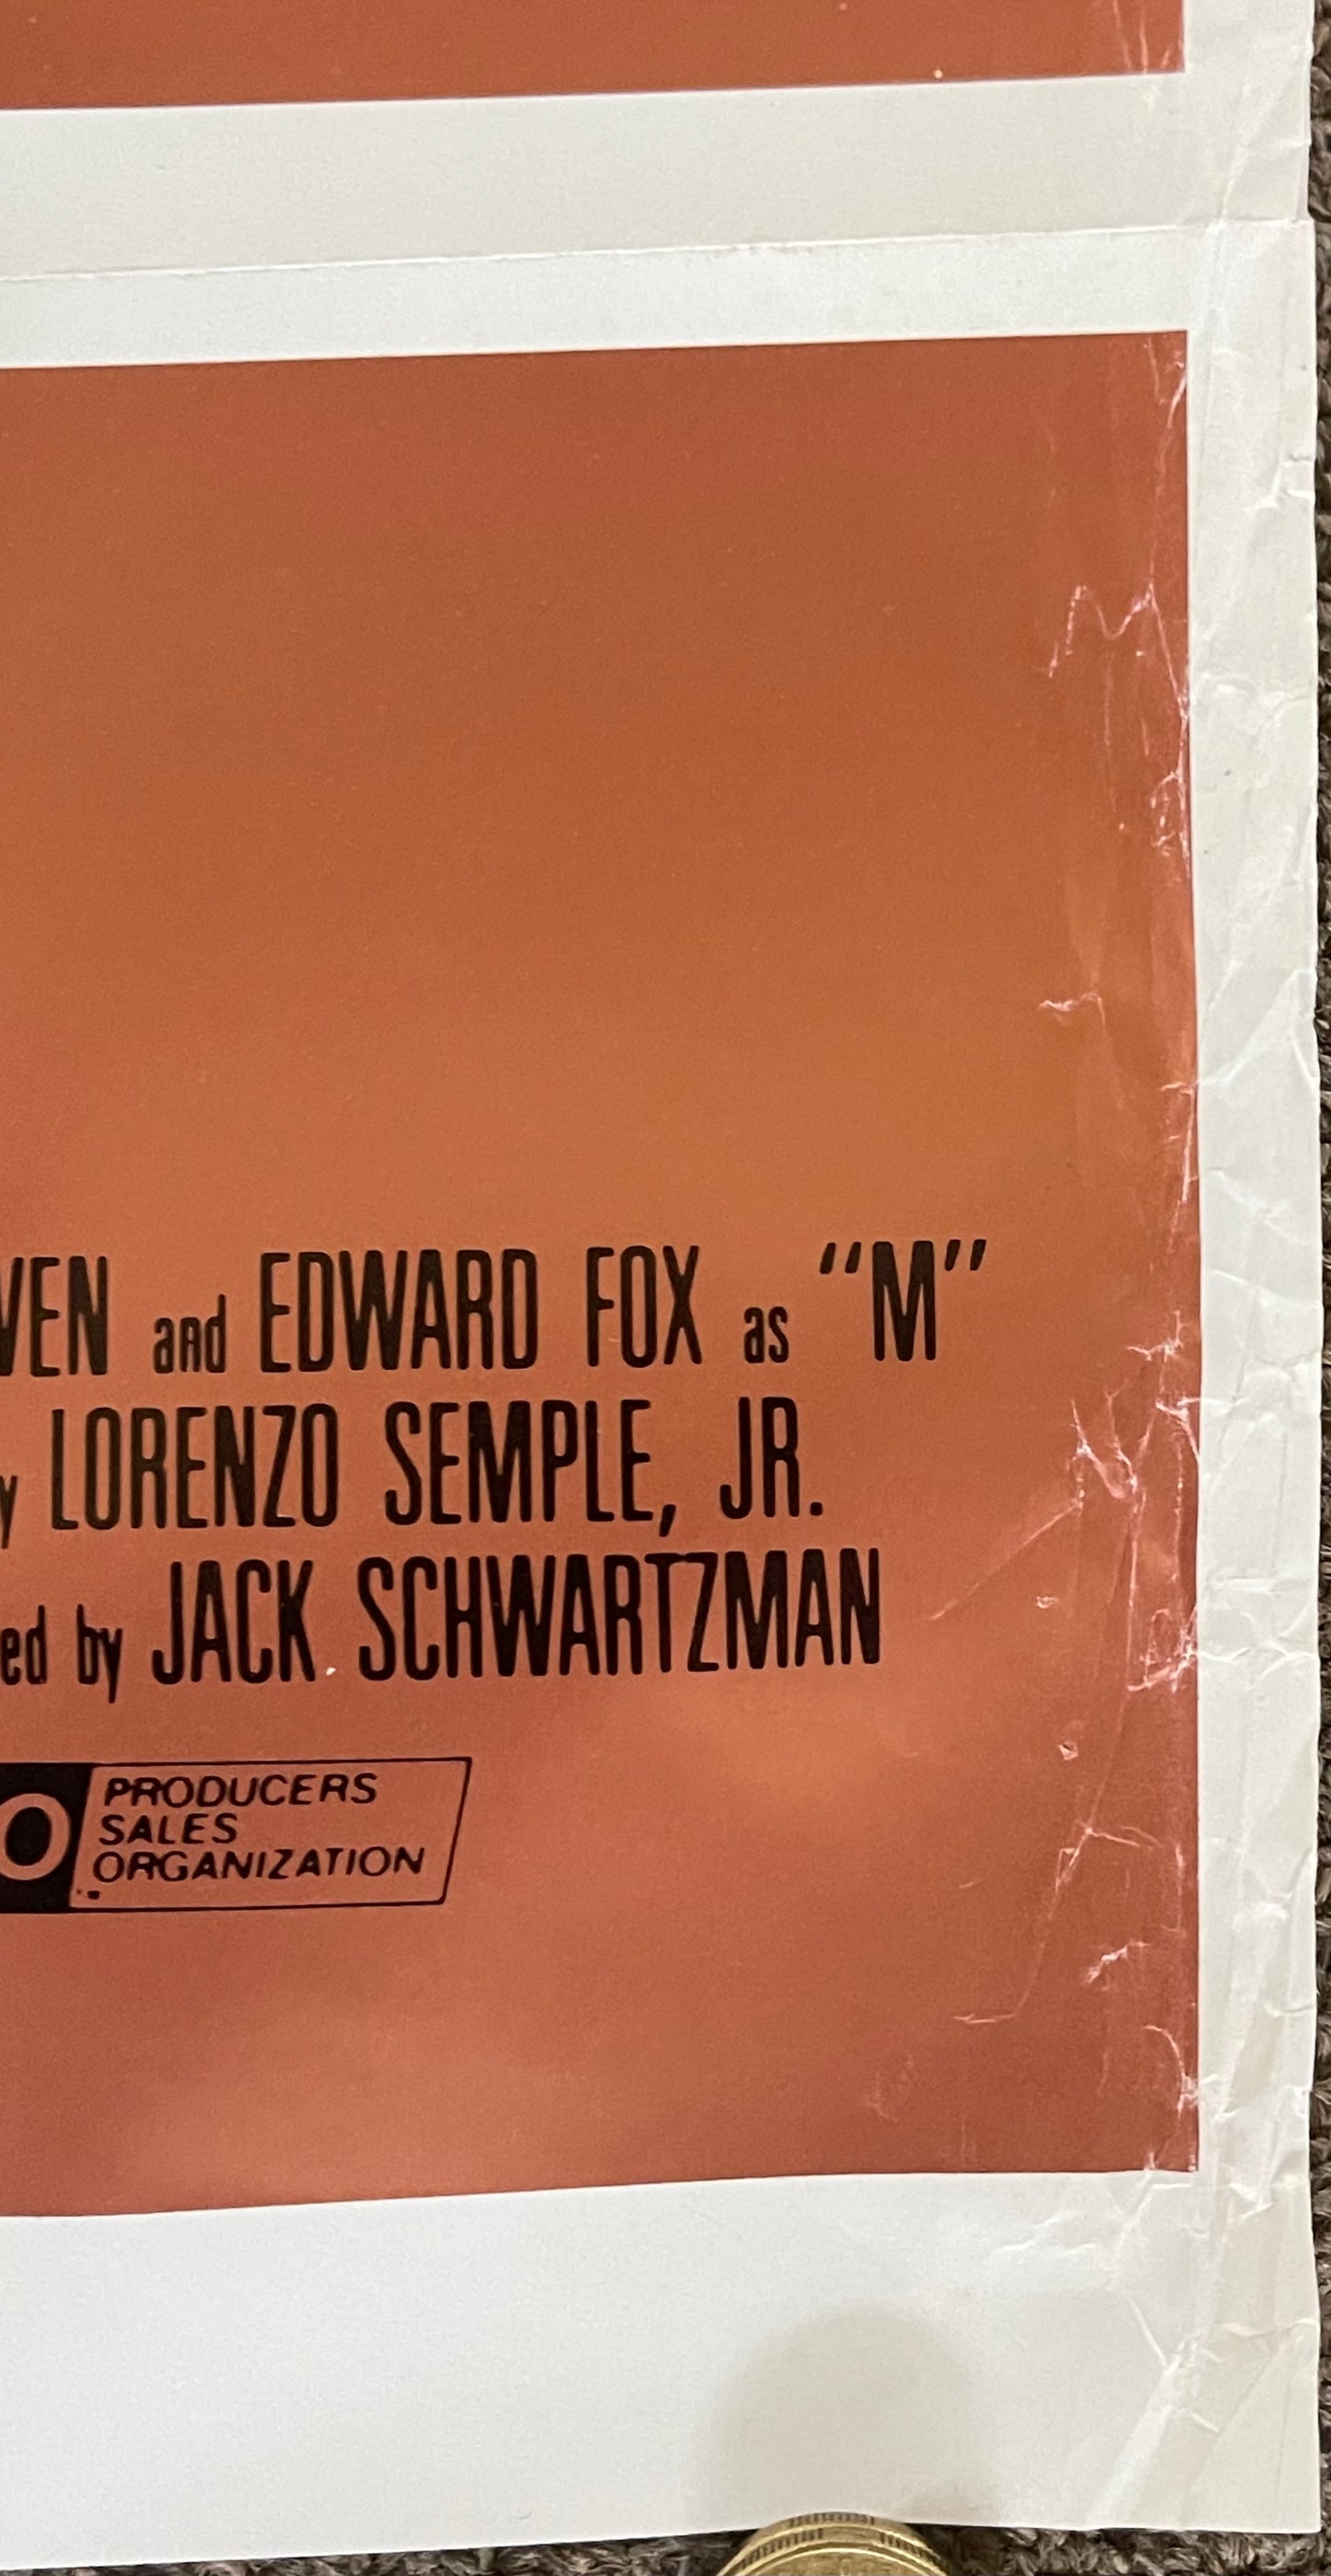 VEN and EDWARD FOX as “M”
y LORENZO SEMPLE, JR.
ed by JACK SCHWARTZMAN
O PRODUCERS
SALES
ORGANIZATION